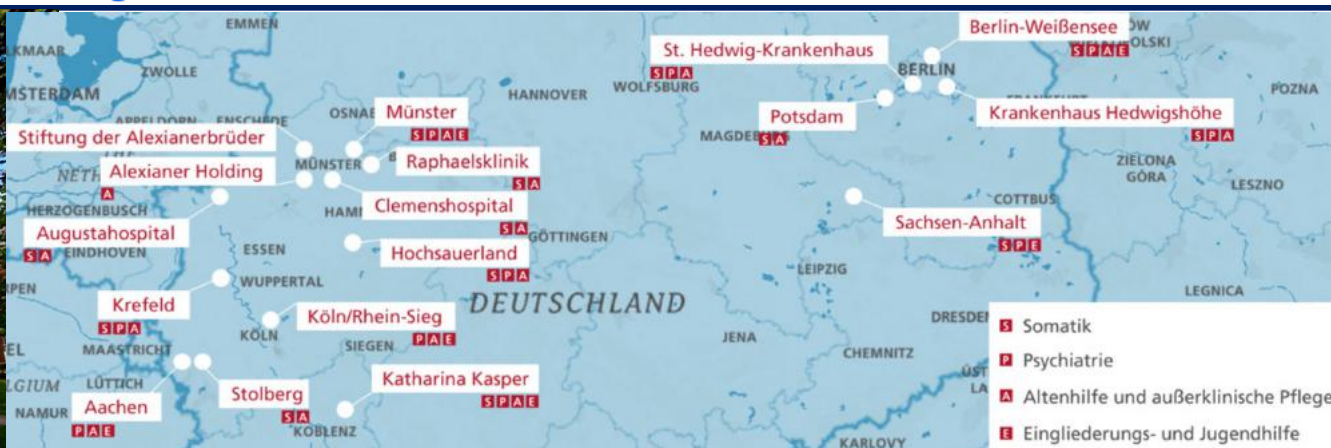 EMMEN
Berlin-Weißensee
St. Hedwig-Krankenhaus
S P A E
ZWOLLE
S P A
BERLIN
WOLFSBURG
HANNOVER
POZNA
Münster
Potsdam
Krankenhaus Hedwigshöhe
S P A E
MAGDEBURG
S A
S P A
Stiftung der Alexianerbrüder
MÜNSTER
Raphaelsklinik
S A
ZIELONA
GÓRA
LESZNO
Alexianer Holding
A
HERZOGENBUSCH
Clemenshospital
S A
COTTBUS
Sachsen-Anhalt
S P E
Augustahospital
S A
EINDHOVEN
ESSEN
GÖTTINGEN
Hochsauerland
S P A
LEIPZIG
WUPPERTAL
DEUTSCHLAND
LEGNICA
Krefeld
S P A
Köln/Rhein-Sieg
P A E
KÖLN
SIEGEN
JENA
CHEMNITZ
MAASTRICHT
LÜTTICH
NAMUR
Aachen
P A E
Stolberg
S A
Katharina Kasper
S P A E
KOBLENZ
KARLOVY
S Somatik
P Psychiatrie
A Altenhilfe und außerklinische Pflege
E Eingliederungs- und Jugendhilfe